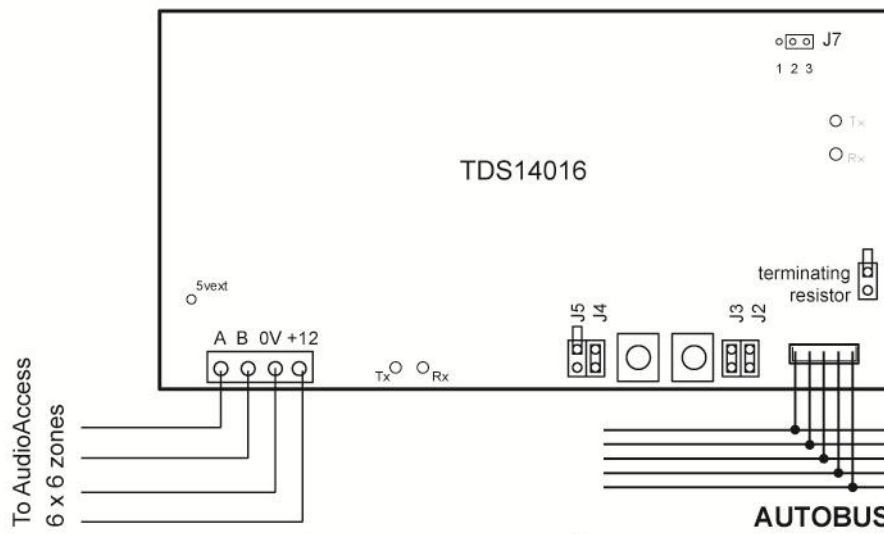 J7
1 2 3
Tx
Rx
TDS14016
terminating
resistor
5vext
J5
J4
J3
J2
A B 0V +12
Tx
Rx
To AudioAccess
6 x 6 zones
AUTOBUS